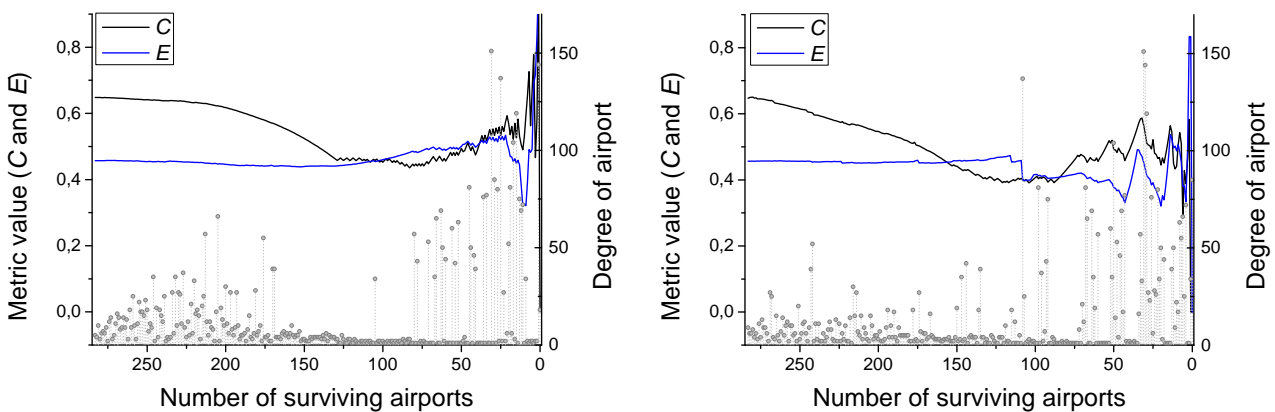 C
E
0,8
0,6
0,4
0,2
0,0
Metric value (C and E)
150
100
50
0
Degree of airport
250 200 150 100 50 0
Number of surviving airports
C
E
0,8
0,6
0,4
0,2
0,0
Metric value (C and E)
150
100
50
0
Degree of airport
250 200 150 100 50 0
Number of surviving airports